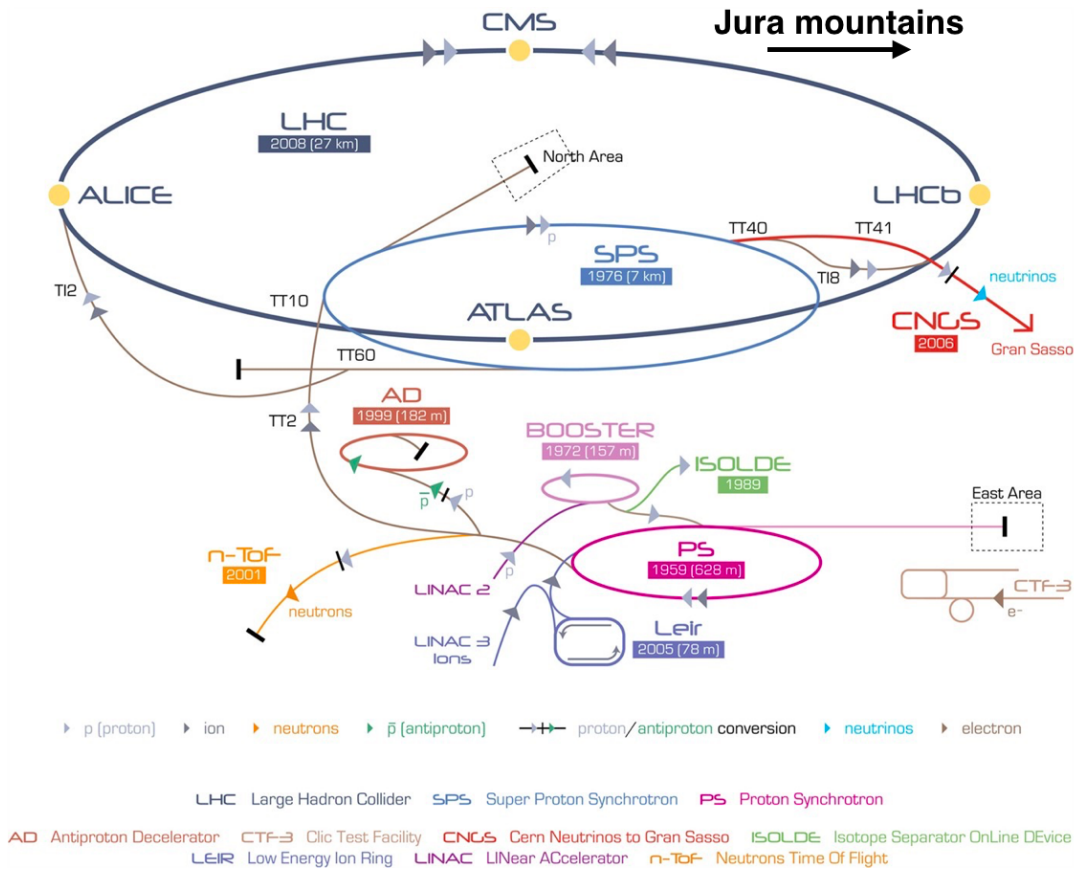 CMS
Jura mountains
LHC
2008 (27 km)
North Area
ALICE
LHCb
TT40
TT41
p
SPS
1976 (7 km)
TI8
neutrinos
TI2
TT10
ATLAS
CNGS
2006
Gran Sasso
TT60
AD
1999 (182 m)
TT2
BOOSTER
1972 (157 m)
ISOLDE
1989
p̅
p
East Area
n-ToF
2001
neutrons
p
LINAC 2
PS
1959 (628 m)
CTF-3
e-
LINAC 3
Ions
Leir
2005 (78 m)
p (proton) ion neutrons p̅ (antiproton) proton/antiproton conversion neutrinos electron
LHC Large Hadron Collider SPS Super Proton Synchrotron PS Proton Synchrotron
AD Antiproton Decelerator CTF-3 Clic Test Facility CNGS Cern Neutrinos to Gran Sasso ISOLDE Isotope Separator OnLine DEvice
LEIR Low Energy Ion Ring LINAC LINear ACcelerator n-ToF Neutrons Time Of Flight